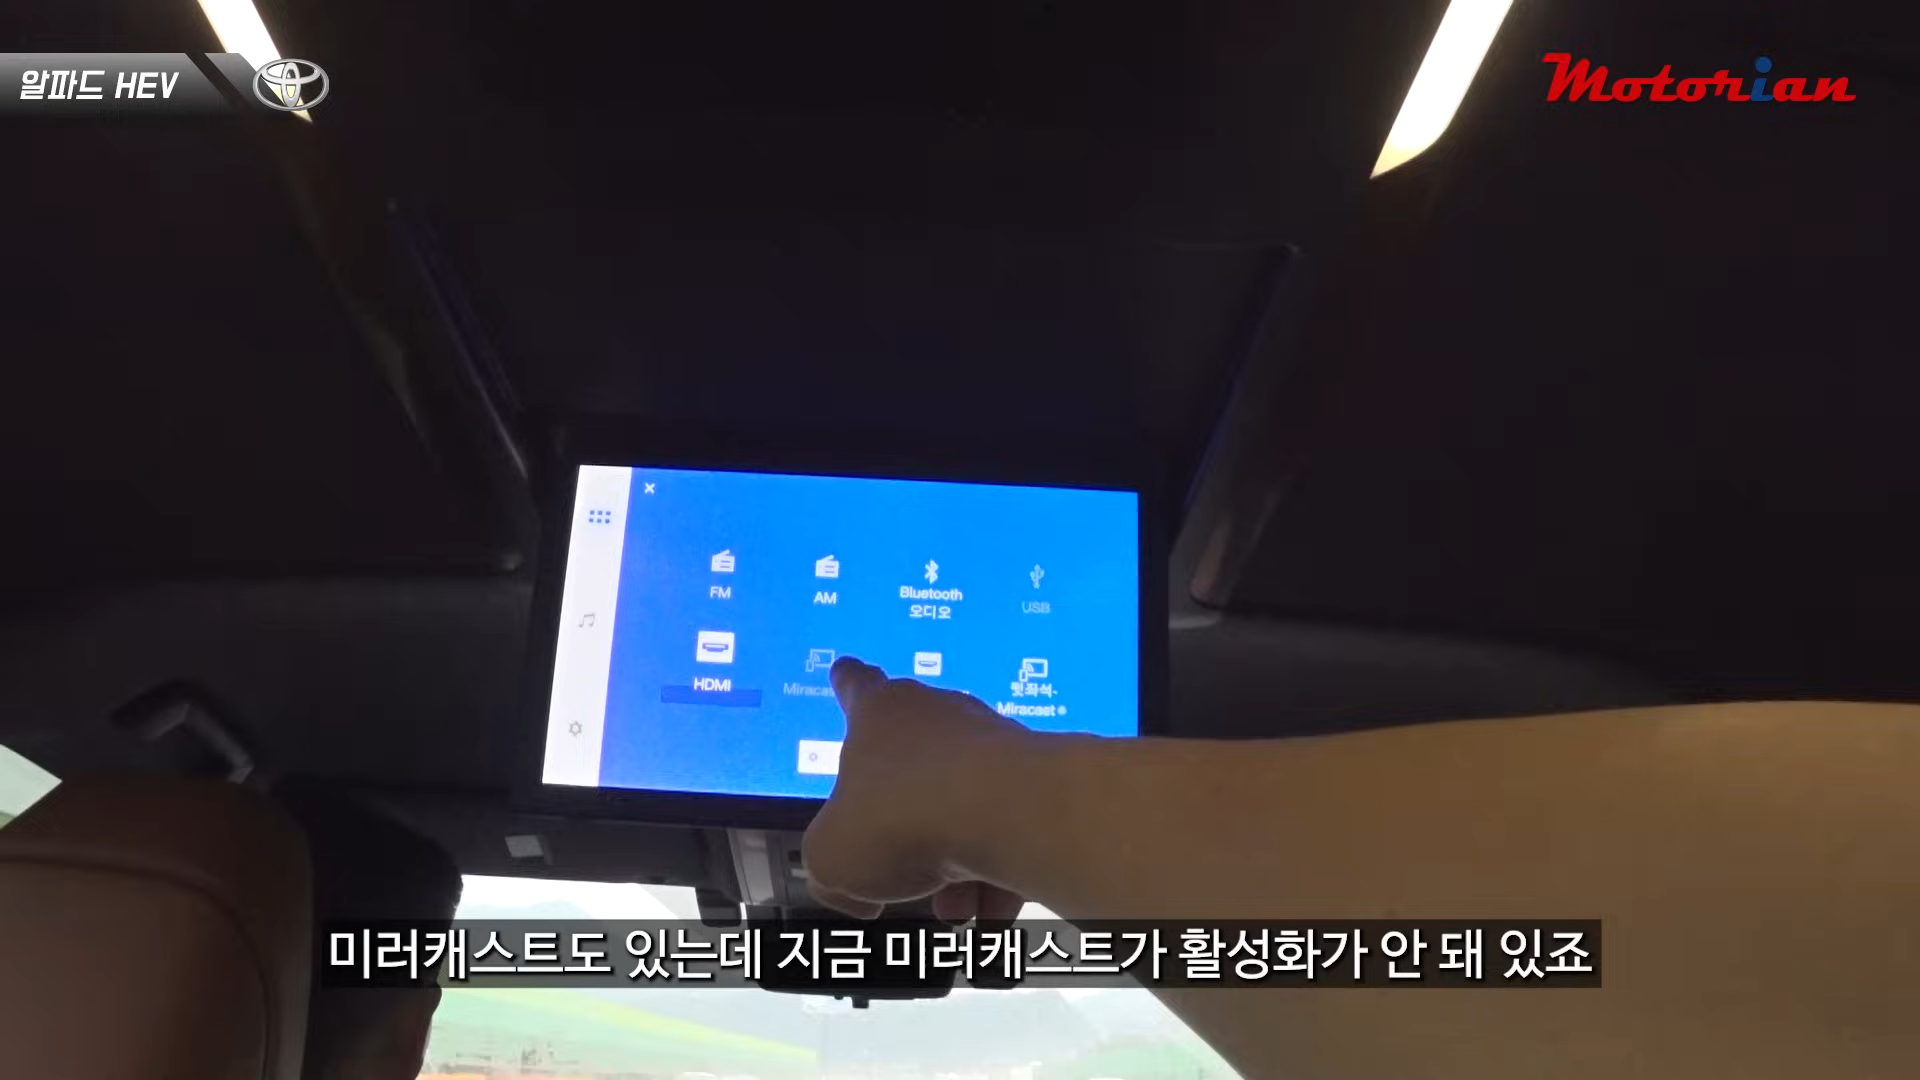 알파드 HEV
Motorian
FM
AM
Bluetooth
오디오
USB
HDMI
뒷좌석-
Miracast
미러캐스트도 있는데 지금 미러캐스트가 활성화가 안 돼 있죠